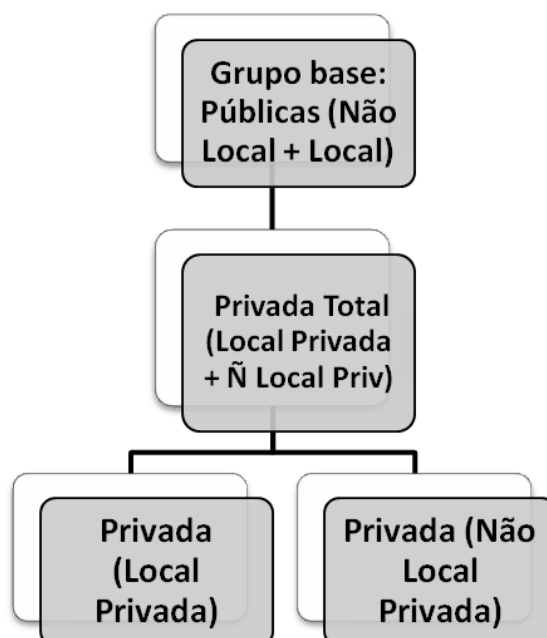 Grupo base:
Públicas (Não
Local + Local)
Privada Total
(Local Privada
+ Ñ Local Priv)
Privada
(Local
Privada)
Privada (Não
Local
Privada)